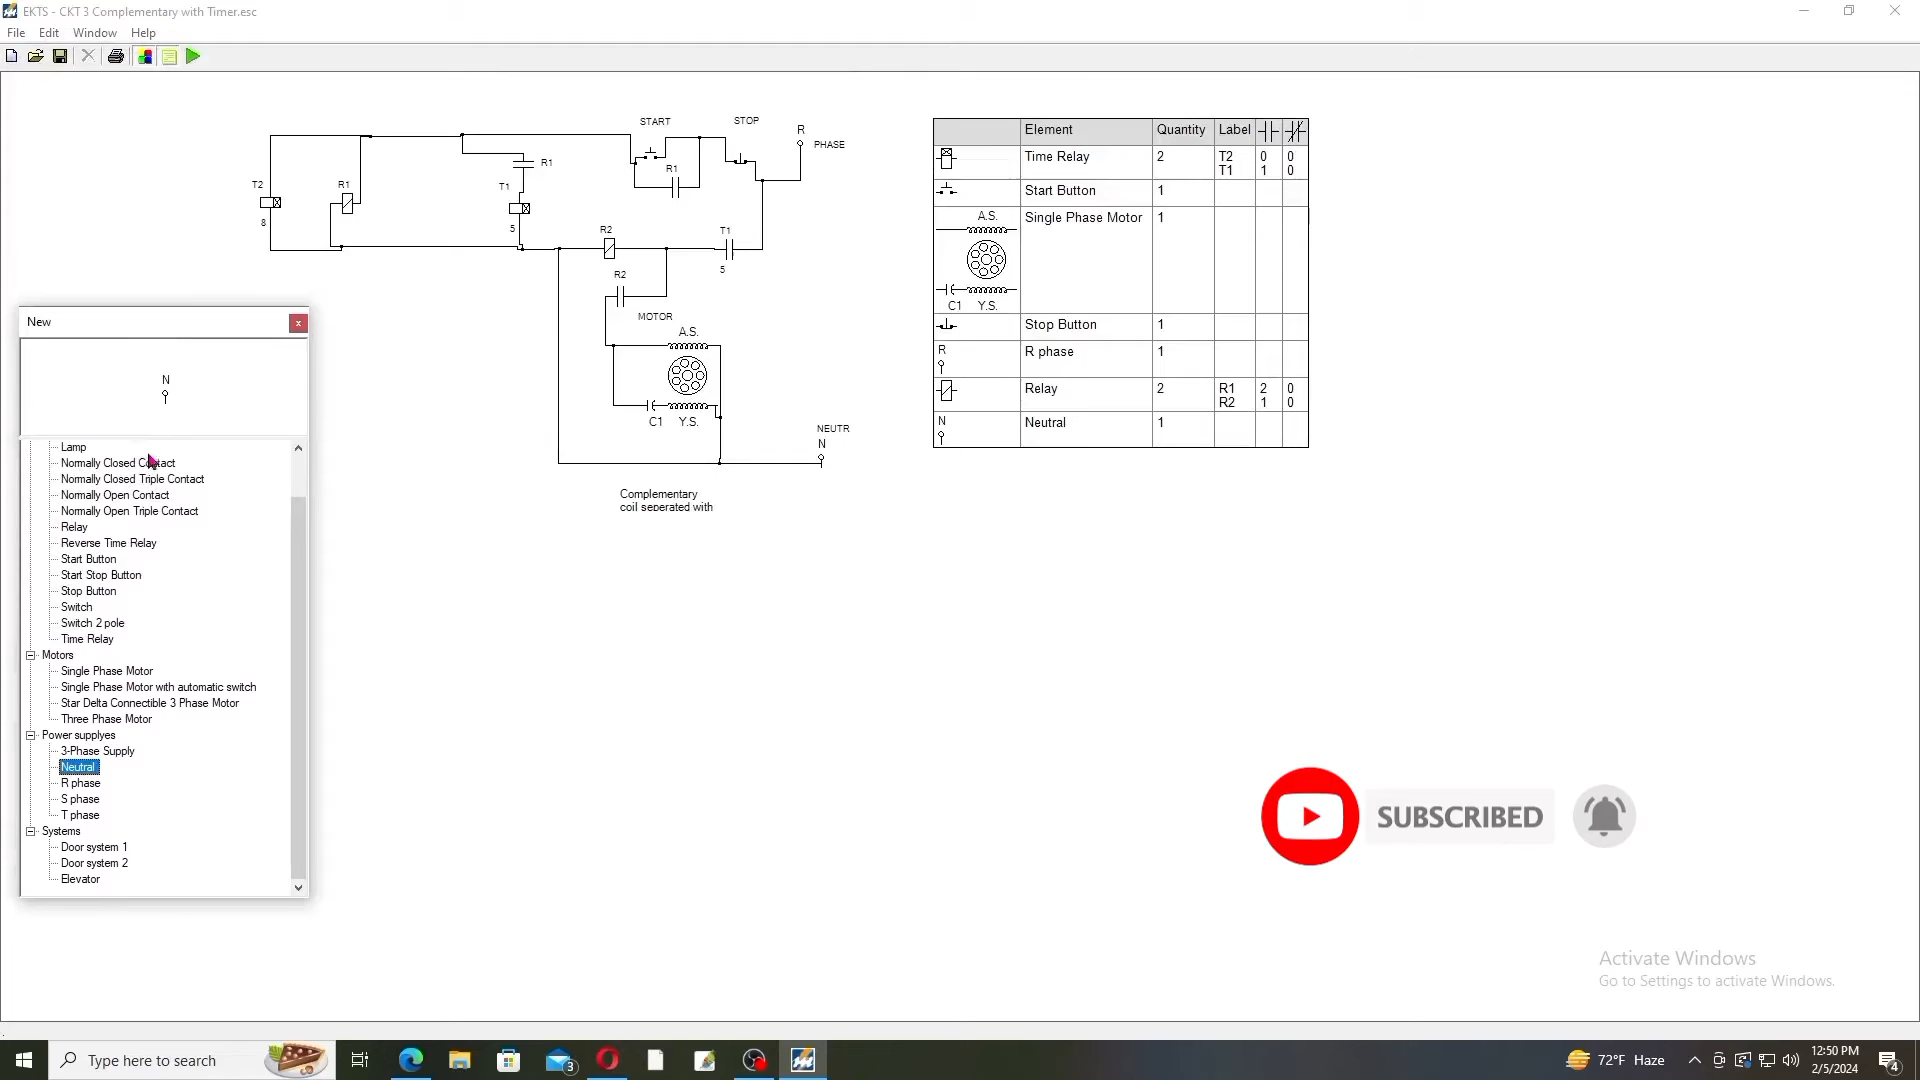 EKTS - CKT 3 Complementary with Timer.esc
File Edit Window Help
START
STOP
R
PHASE
R1
R1
T2
R1
T1
8
5
R2
T1
R2
5
MOTOR
A.S.
C1 Y.S.
NEUTR
N
Complementary
coil seperated with
Element Quantity Label
Time Relay 2 T2 0 0
T1 1 0
Start Button 1
A.S. Single Phase Motor 1
C1 Y.S.
Stop Button 1
R R phase 1
Relay 2 R1 2 0
R2 1 0
N Neutral 1
New
x
N
Lamp
Normally Closed Contact
Normally Closed Triple Contact
Normally Open Contact
Normally Open Triple Contact
Relay
Reverse Time Relay
Start Button
Start Stop Button
Stop Button
Switch
Switch 2 pole
Time Relay
Motors
Single Phase Motor
Single Phase Motor with automatic switch
Star Delta Connectible 3 Phase Motor
Three Phase Motor
Power supplyes
3-Phase Supply
Neutral
R phase
S phase
T phase
Systems
Door system 1
Door system 2
Elevator
SUBSCRIBED
Activate Windows
Go to Settings to activate Windows.
Type here to search
3
72°F Haze
12:50 PM
2/5/2024
4